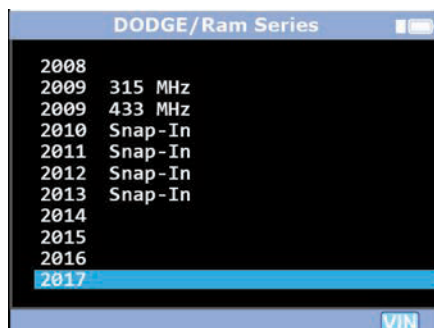 DODGE/Ram Series
2008
2009 315 MHz
2009 433 MHz
2010 Snap-In
2011 Snap-In
2012 Snap-In
2013 Snap-In
2014
2015
2016
2017
VIN